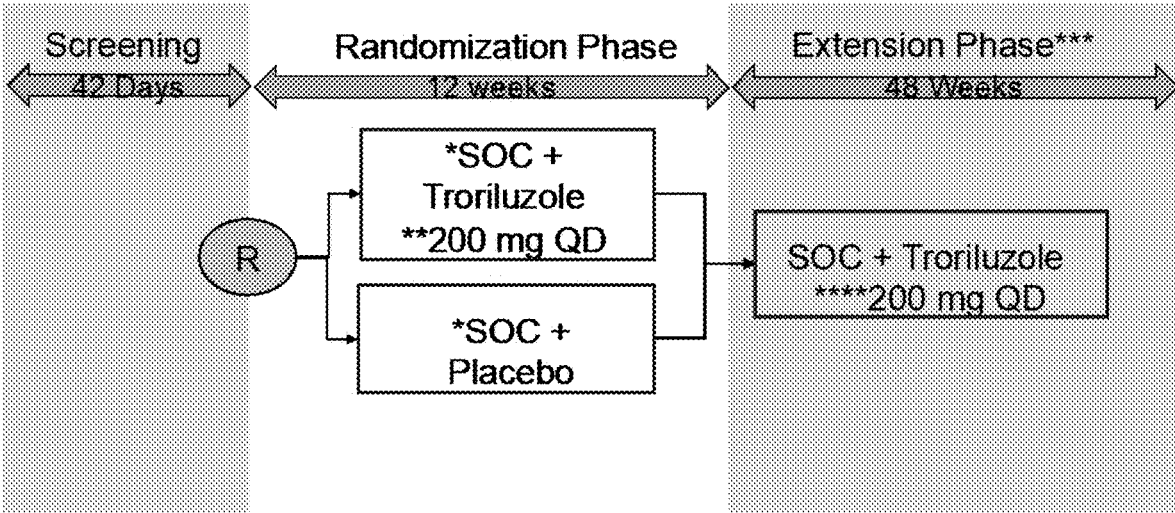 Screening
42 Days
Randomization Phase
12 weeks
Extension Phase***
48 Weeks
R
*SOC +
Troriluzole
**200 mg QD
*SOC +
Placebo
SOC + Troriluzole
****200 mg QD